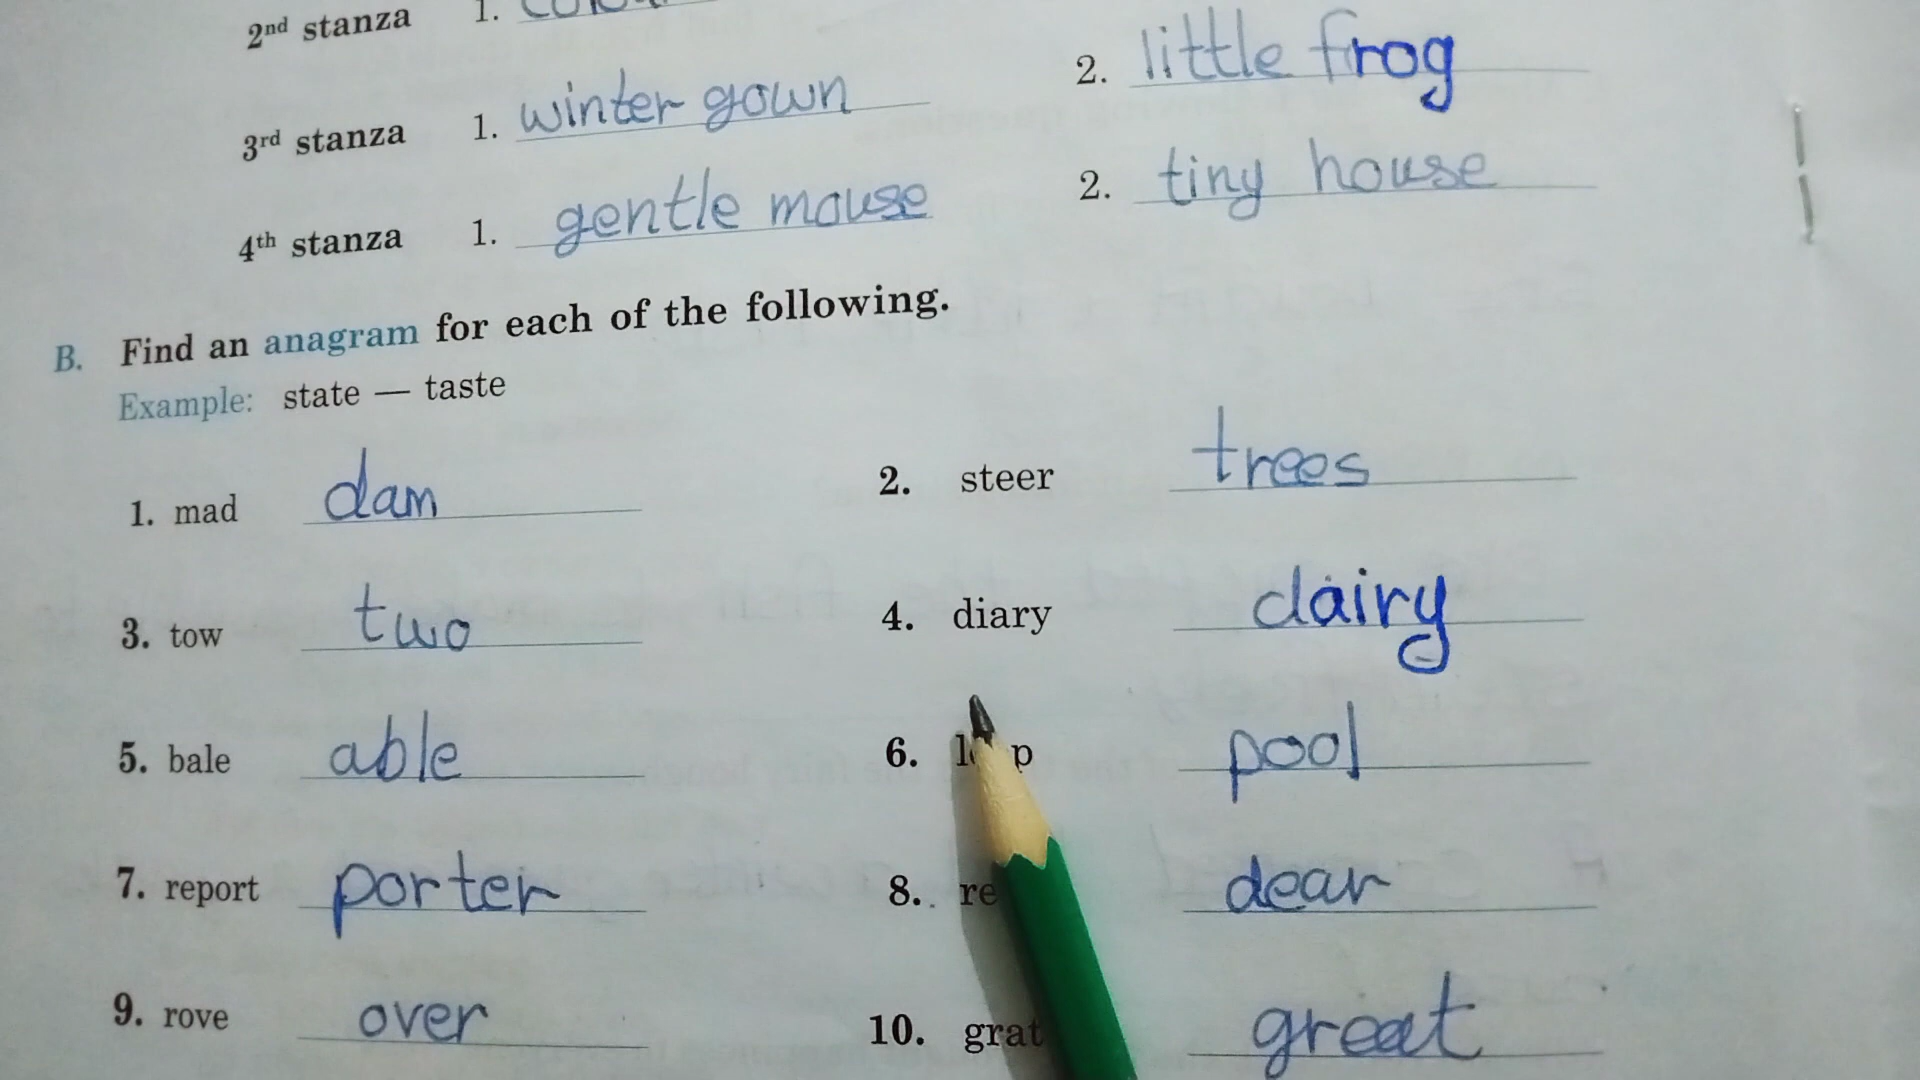 2nd stanza 1.
2. little frog
3rd stanza 1. winter gown
2. tiny house
4th stanza 1. gentle mouse
B. Find an anagram for each of the following.
Example: state — taste
1. mad dam 2. steer trees
3. tow two 4. diary dairy
5. bale able 6. pool
7. report porter 8. dear
9. rove over 10. great